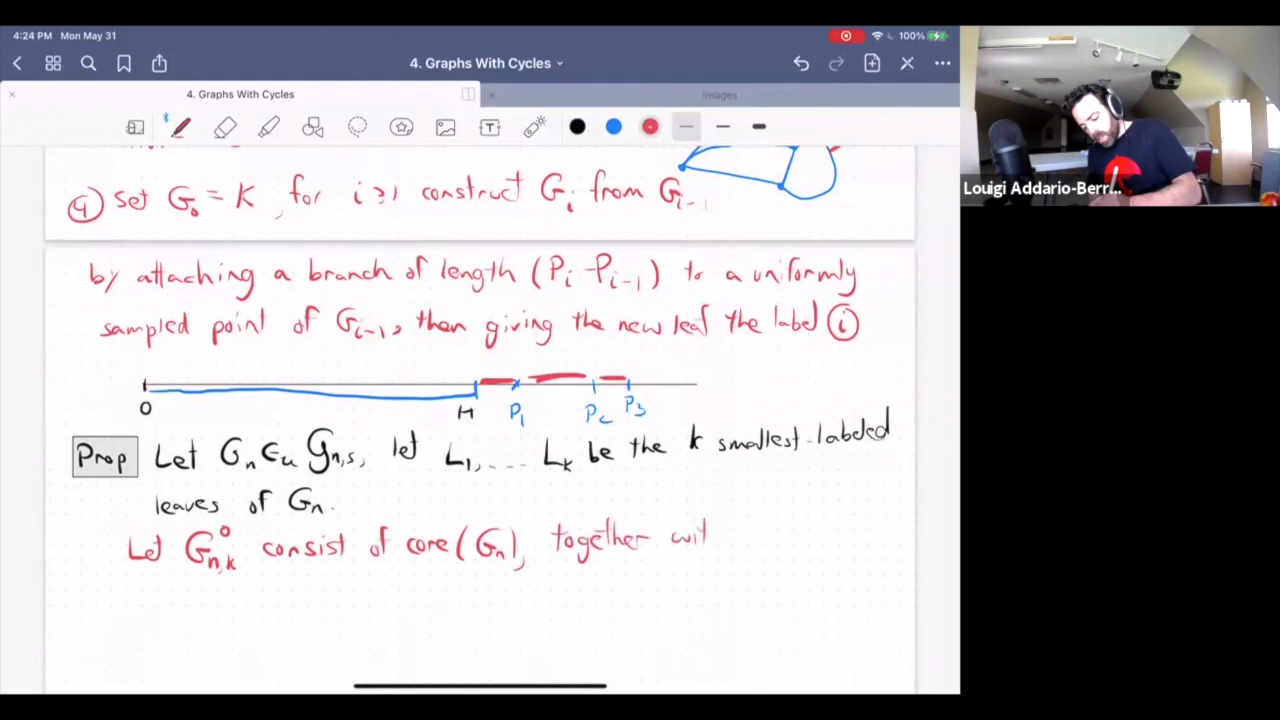 4:24 PM Mon May 31
100%
4. Graphs With Cycles
4. Graphs With Cycles
Images
④ Set G₀ = K, for i ≥ 1 construct Gᵢ from Gᵢ₋₁
by attaching a branch of length (Pᵢ - Pᵢ₋₁) to a uniformly
sampled point of Gᵢ₋₁, then giving the new leaf the label ⓘ
0 H P₁ P₂ P₃
Prop Let Gₙ ∈ᵤ 𝒢ₙ,ₛ, let L₁, .... Lₖ be the k smallest-labeled
leaves of Gₙ.
Let G⁰ₙ,ₖ consist of core(Gₙ), together wit
Louigi Addario-Berr...